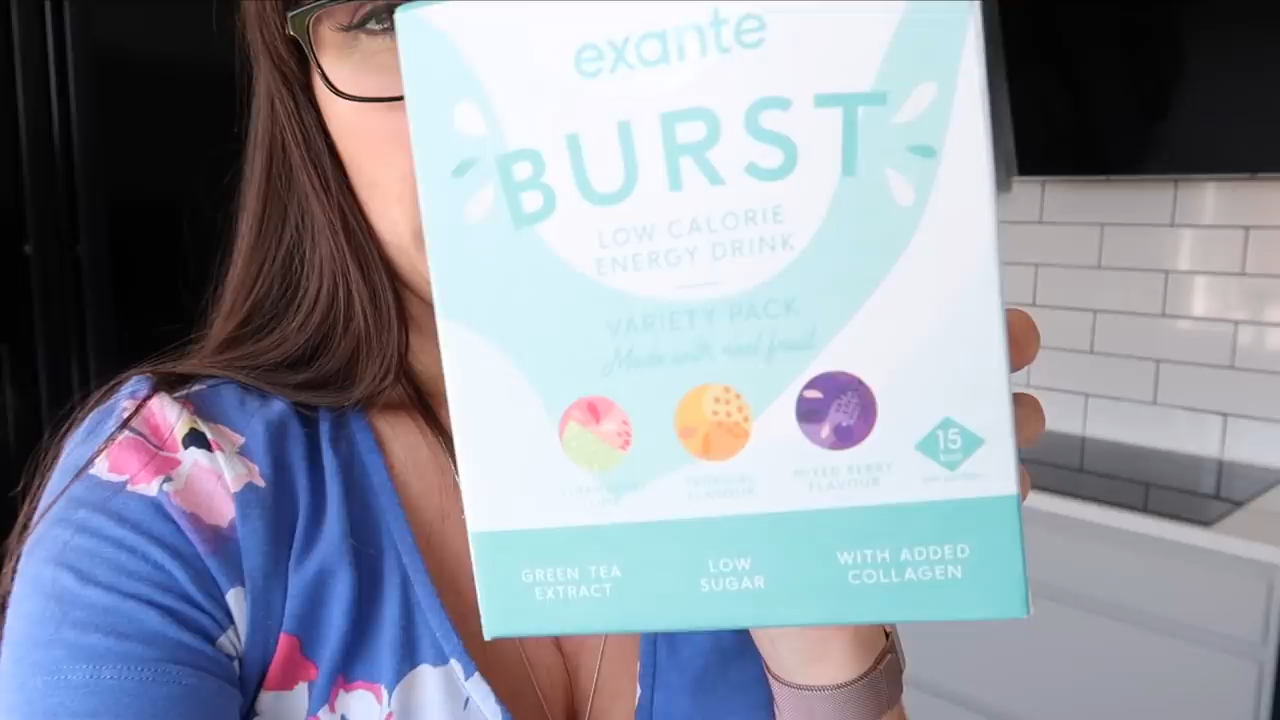 exante
BURST
LOW CALORIE
ENERGY DRINK
VARIETY PACK
Made with real fruit
MIXED BERRY
FLAVOUR
15
kcal
GREEN TEA
EXTRACT
LOW
SUGAR
WITH ADDED
COLLAGEN